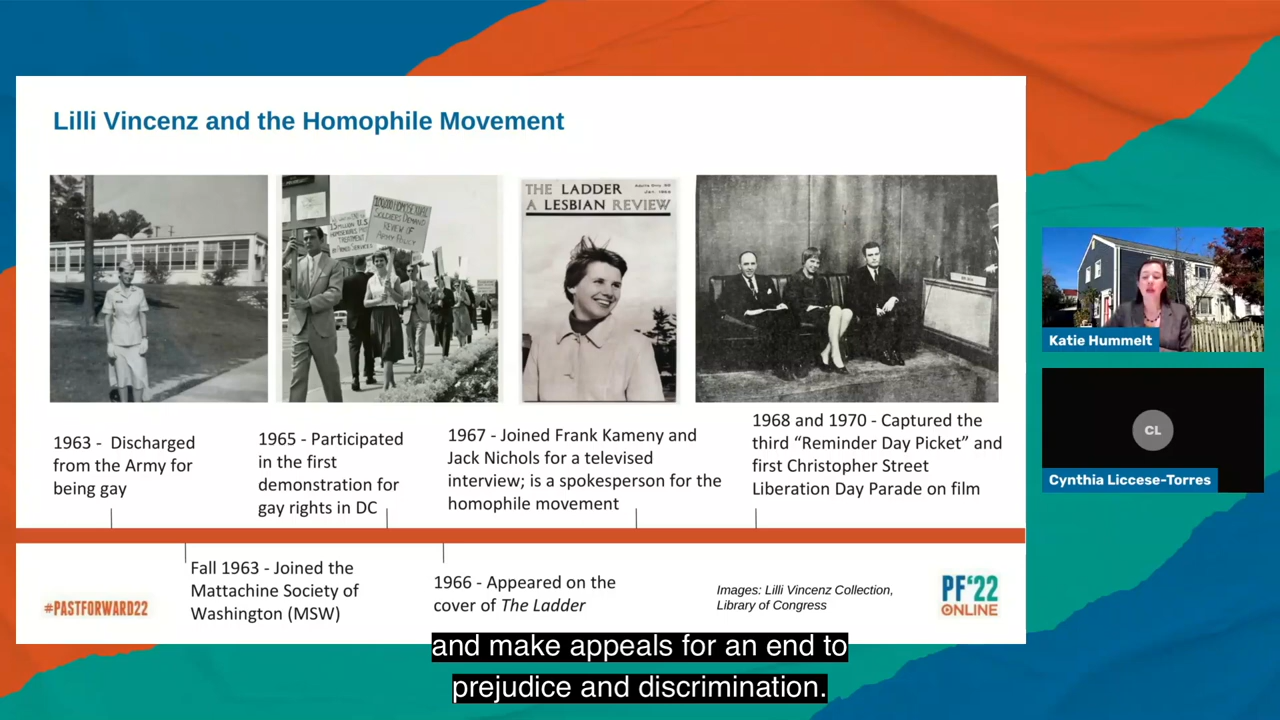 Lilli Vincenz and the Homophile Movement
THE LADDER
A LESBIAN REVIEW
1963 - Discharged
from the Army for
being gay
1965 - Participated
in the first
demonstration for
gay rights in DC
1967 - Joined Frank Kameny and
Jack Nichols for a televised
interview; is a spokesperson for the
homophile movement
1968 and 1970 - Captured the
third “Reminder Day Picket” and
first Christopher Street
Liberation Day Parade on film
Fall 1963 - Joined the
Mattachine Society of
Washington (MSW)
1966 - Appeared on the
cover of The Ladder
Images: Lilli Vincenz Collection,
Library of Congress
#PASTFORWARD22
PF‘22
ONLINE
Katie Hummelt
CL
Cynthia Liccese-Torres
and make appeals for an end to
prejudice and discrimination.